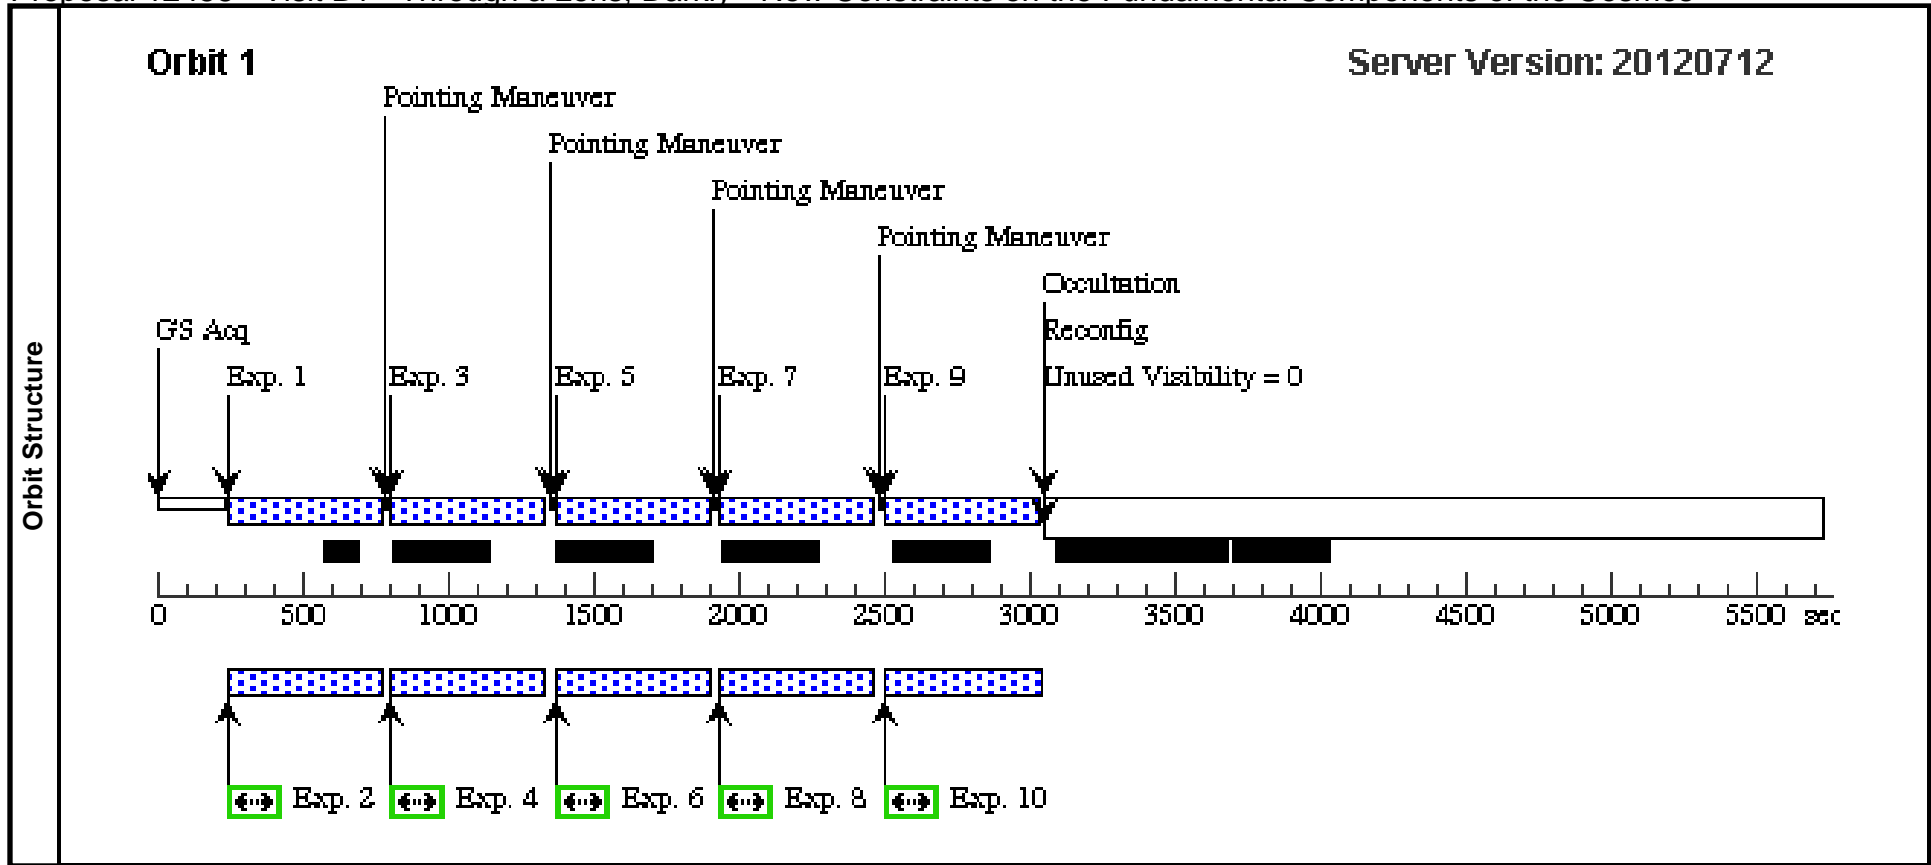 Orbit 1
Server Version: 20120712
Pointing Maneuver
Pointing Maneuver
Pointing Maneuver
Pointing Maneuver
Occultation
GS Acq
Reconfig
Exp. 1
Exp. 3
Exp. 5
Exp. 7
Exp. 9
Unused Visibility = 0
Orbit Structure
0 500 1000 1500 2000 2500 3000 3500 4000 4500 5000 5500 sec
Exp. 2
Exp. 4
Exp. 6
Exp. 8
Exp. 10